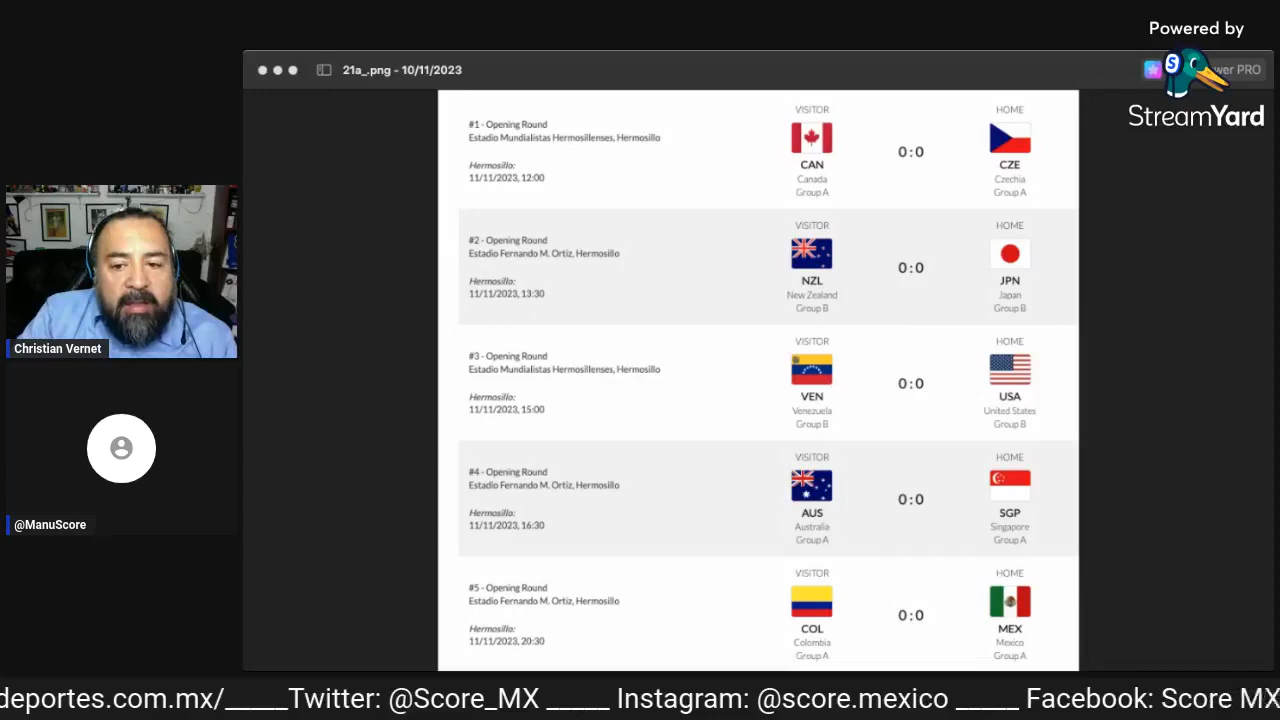 Powered by
StreamYard
21a_.png - 10/11/2023
wer PRO
#1 - Opening Round
Estadio Mundialistas Hermosillenses, Hermosillo
Hermosillo:
11/11/2023, 12:00
VISITOR
CAN
Canada
Group A
0:0
HOME
CZE
Czechia
Group A
#2 - Opening Round
Estadio Fernando M. Ortiz, Hermosillo
Hermosillo:
11/11/2023, 13:30
VISITOR
NZL
New Zealand
Group B
0:0
HOME
JPN
Japan
Group B
#3 - Opening Round
Estadio Mundialistas Hermosillenses, Hermosillo
Hermosillo:
11/11/2023, 15:00
VISITOR
VEN
Venezuela
Group B
0:0
HOME
USA
United States
Group B
#4 - Opening Round
Estadio Fernando M. Ortiz, Hermosillo
Hermosillo:
11/11/2023, 16:30
VISITOR
AUS
Australia
Group A
0:0
HOME
SGP
Singapore
Group A
#5 - Opening Round
Estadio Fernando M. Ortiz, Hermosillo
Hermosillo:
11/11/2023, 20:30
VISITOR
COL
Colombia
Group A
0:0
HOME
MEX
Mexico
Group A
Christian Vernet
@ManuScore
deportes.com.mx/_____Twitter: @Score_MX _____ Instagram: @score.mexico _____ Facebook: Score MX